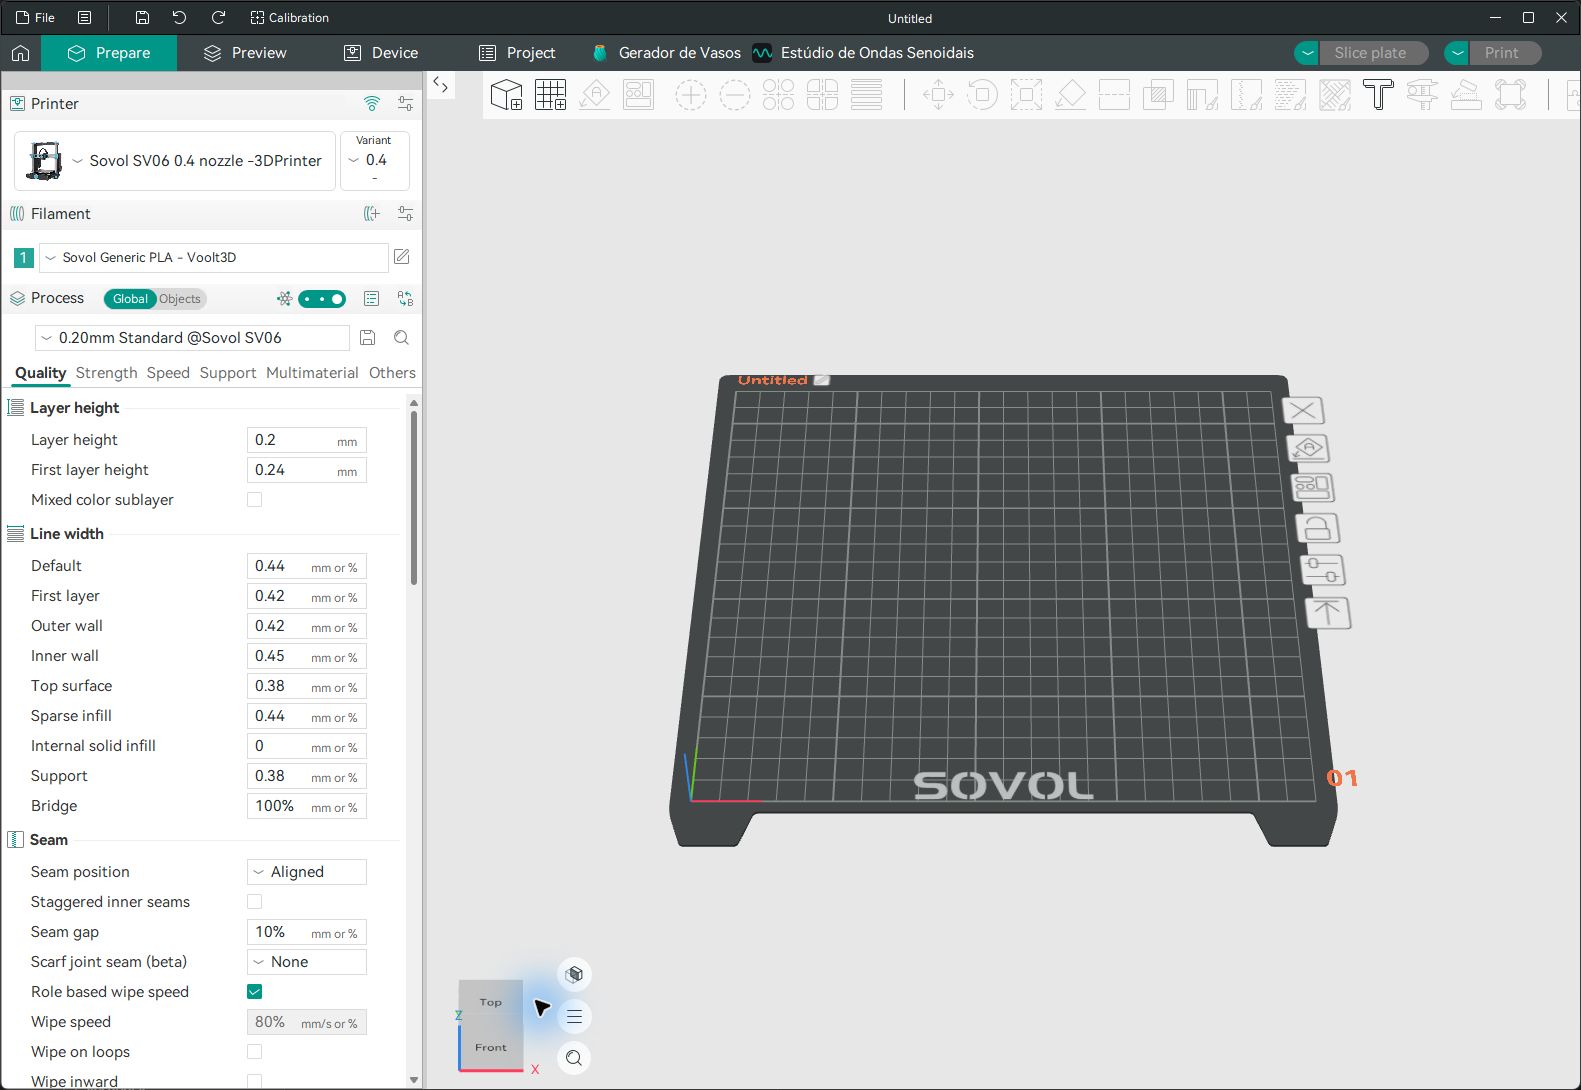 File
Calibration
Untitled
Prepare
Preview
Device
Project
Gerador de Vasos
Estúdio de Ondas Senoidais
Slice plate
Print
Printer
Sovol SV06 0.4 nozzle -3DPrinter
Variant
0.4
-
Filament
1
Sovol Generic PLA - Voolt3D
Process
Global
Objects
0.20mm Standard @Sovol SV06
Quality
Strength
Speed
Support
Multimaterial
Others
Layer height
Layer height 0.2 mm
First layer height 0.24 mm
Mixed color sublayer
Line width
Default 0.44 mm or %
First layer 0.42 mm or %
Outer wall 0.42 mm or %
Inner wall 0.45 mm or %
Top surface 0.38 mm or %
Sparse infill 0.44 mm or %
Internal solid infill 0 mm or %
Support 0.38 mm or %
Bridge 100% mm or %
Seam
Seam position Aligned
Staggered inner seams
Seam gap 10% mm or %
Scarf joint seam (beta) None
Role based wipe speed
Wipe speed 80% mm/s or %
Wipe on loops
Wipe inward
Untitled
SOVOL
01
Top
Front
Z
X